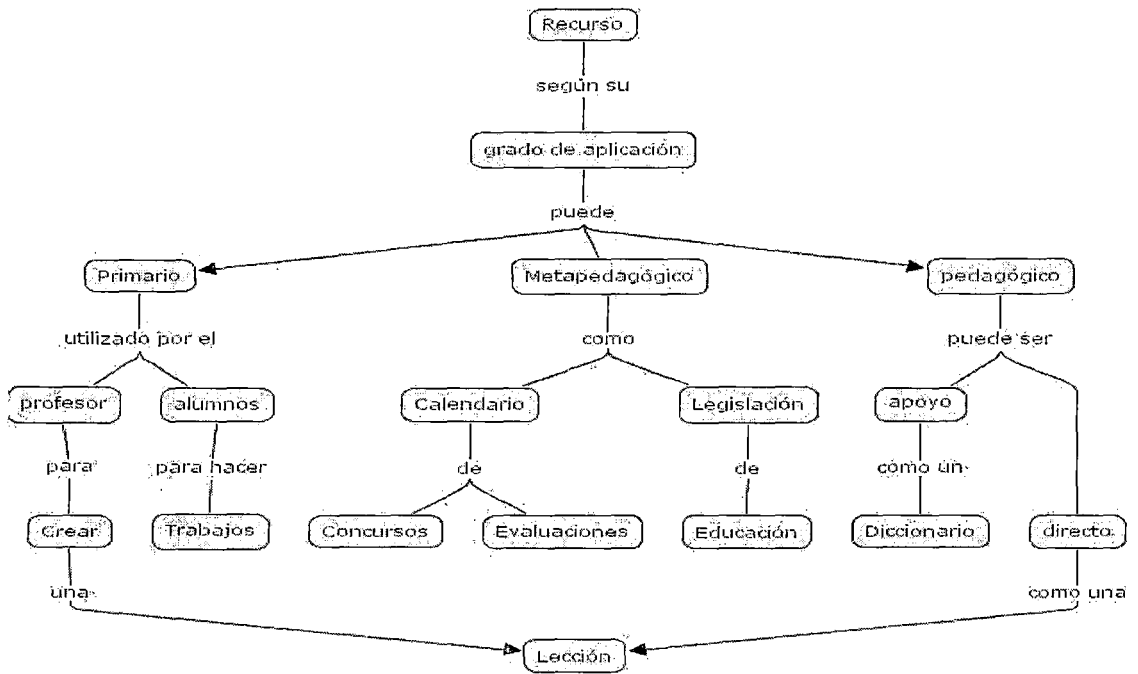 Recurso
según su
grado de aplicación
puede
Primario Metapedagógico pedagógico
utilizado por el como puede ser
profesor alumnos Calendario Legislación apoyo
para para hacer de de como un
Crear Trabajos Concursos Evaluaciones Educación Diccionario directo
una como una
Lección